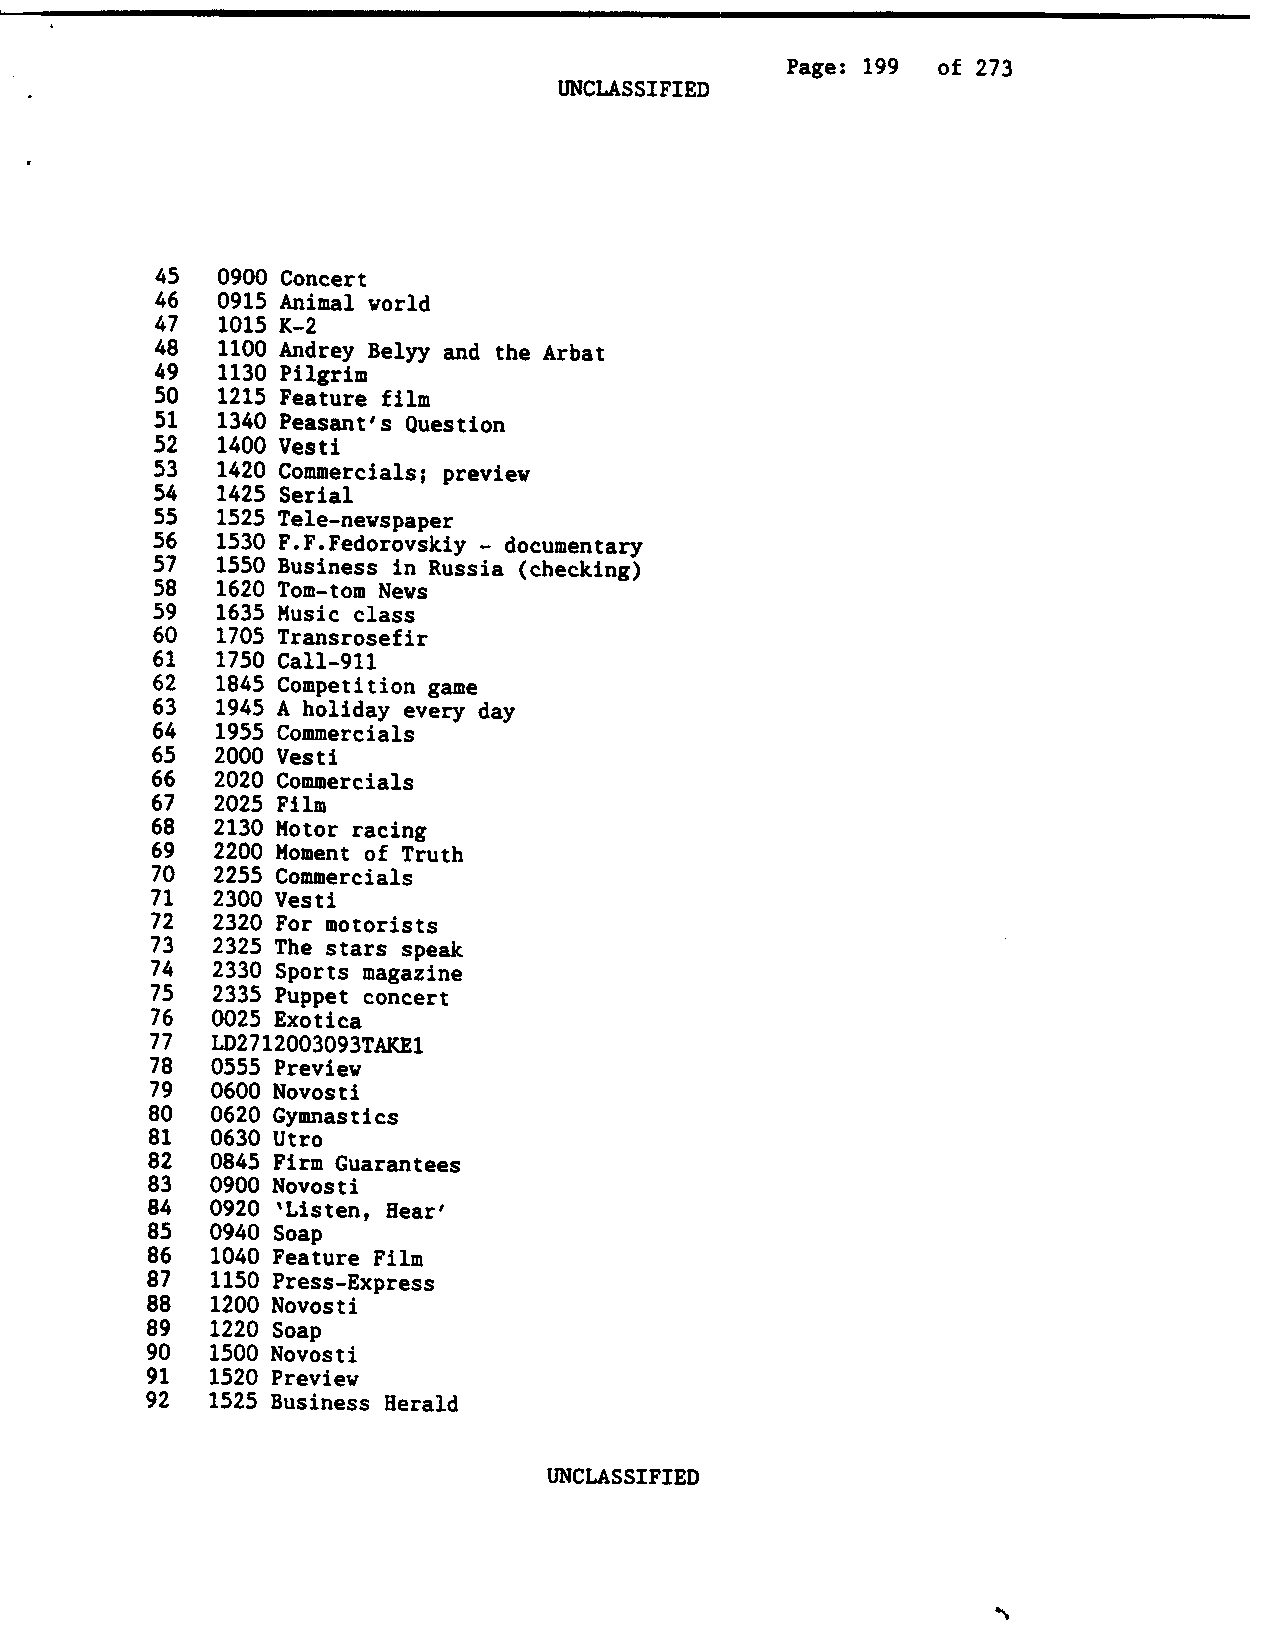 Page: 199 of 273
UNCLASSIFIED
45 0900 Concert
46 0915 Animal world
47 1015 K-2
48 1100 Andrey Belyy and the Arbat
49 1130 Pilgrim
50 1215 Feature film
51 1340 Peasant's Question
52 1400 Vesti
53 1420 Commercials; preview
54 1425 Serial
55 1525 Tele-newspaper
56 1530 F.F.Fedorovskiy - documentary
57 1550 Business in Russia (checking)
58 1620 Tom-tom News
59 1635 Music class
60 1705 Transrosefir
61 1750 Call-911
62 1845 Competition game
63 1945 A holiday every day
64 1955 Commercials
65 2000 Vesti
66 2020 Commercials
67 2025 Film
68 2130 Motor racing
69 2200 Moment of Truth
70 2255 Commercials
71 2300 Vesti
72 2320 For motorists
73 2325 The stars speak
74 2330 Sports magazine
75 2335 Puppet concert
76 0025 Exotica
77 LD2712003093TAKE1
78 0555 Preview
79 0600 Novosti
80 0620 Gymnastics
81 0630 Utro
82 0845 Firm Guarantees
83 0900 Novosti
84 0920 'Listen, Hear'
85 0940 Soap
86 1040 Feature Film
87 1150 Press-Express
88 1200 Novosti
89 1220 Soap
90 1500 Novosti
91 1520 Preview
92 1525 Business Herald
UNCLASSIFIED